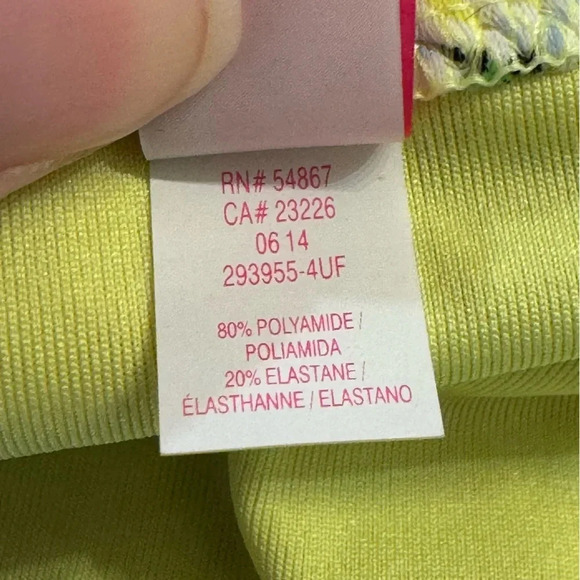 RN# 54867
CA# 23226
06 14
293955-4UF
80% POLYAMIDE /
POLIAMIDA
20% ELASTANE /
ÉLASTHANNE / ELASTANO